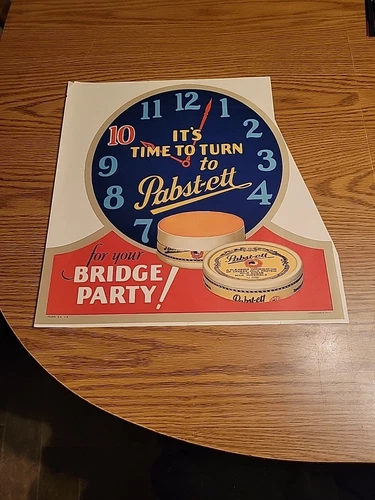 12
11
1
10
2
9
3
8
4
7
IT'S
TIME TO TURN
to
Pabst-ett
for your
BRIDGE
PARTY!
Pabst-ett
Pabst-ett